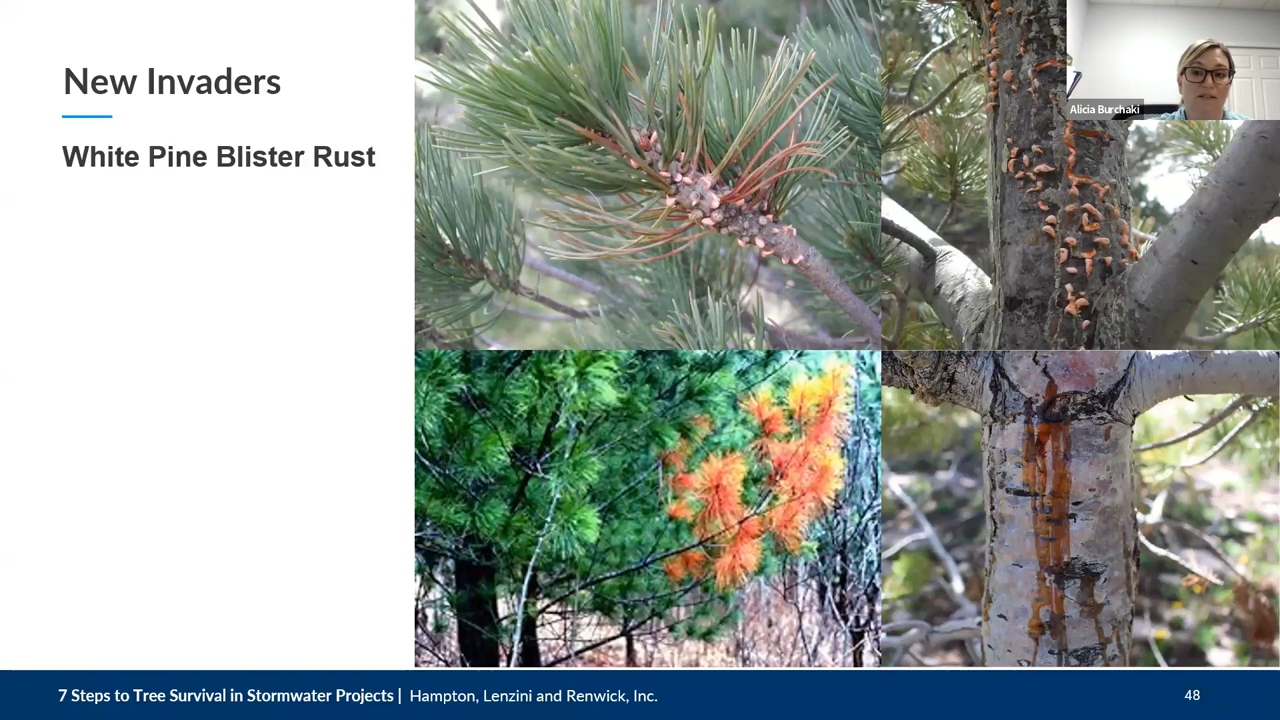 New Invaders
White Pine Blister Rust
Alicia Burchaki
7 Steps to Tree Survival in Stormwater Projects | Hampton, Lenzini and Renwick, Inc.
48